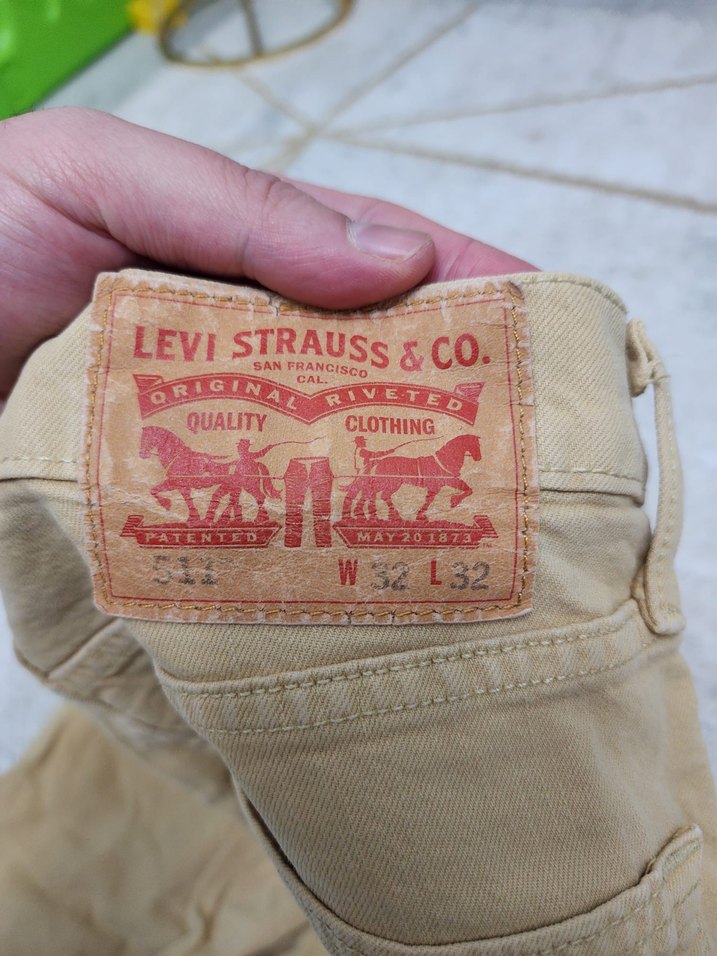 LEVI STRAUSS & CO.
SAN FRANCISCO
CAL.
ORIGINAL RIVETED
QUALITY CLOTHING
PATENTED MAY 20 1873
511 W 32 L 32